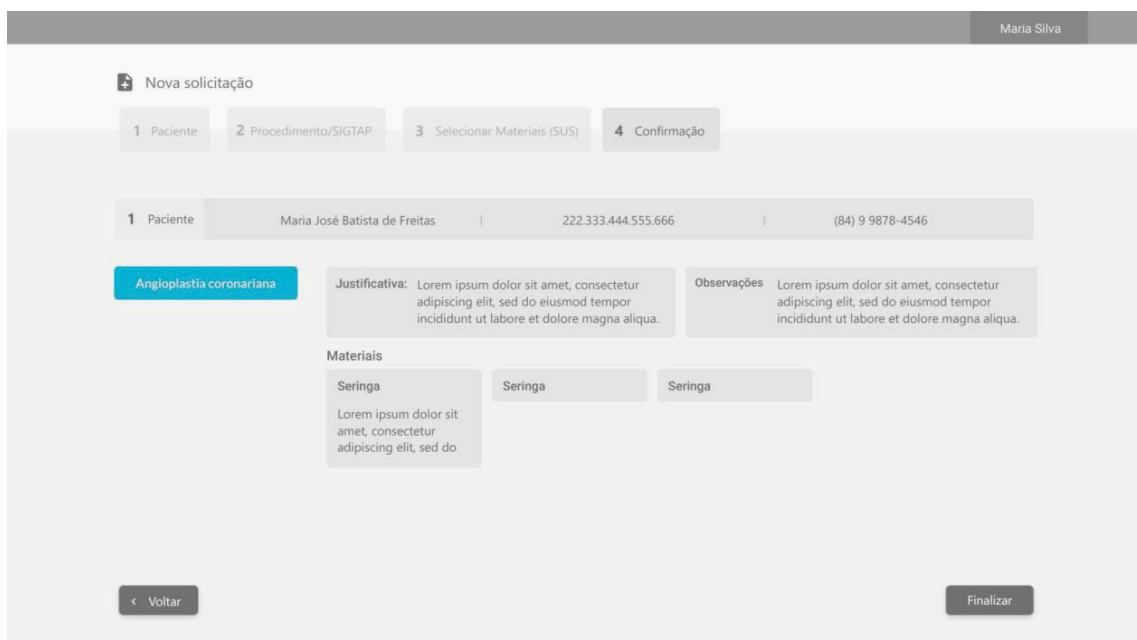 Maria Silva
Nova solicitação
1 Paciente
2 Procedimento/SIGTAP
3 Selecionar Materiais (SUS)
4 Confirmação
1 Paciente
Maria José Batista de Freitas
222.333.444.555.666
(84) 9 9878-4546
Angioplastia coronariana
Justificativa: Lorem ipsum dolor sit amet, consectetur
adipiscing elit, sed do eiusmod tempor
incididunt ut labore et dolore magna aliqua.
Observações Lorem ipsum dolor sit amet, consectetur
adipiscing elit, sed do eiusmod tempor
incididunt ut labore et dolore magna aliqua.
Materiais
Seringa
Lorem ipsum dolor sit
amet, consectetur
adipiscing elit, sed do
Seringa
Seringa
< Voltar
Finalizar